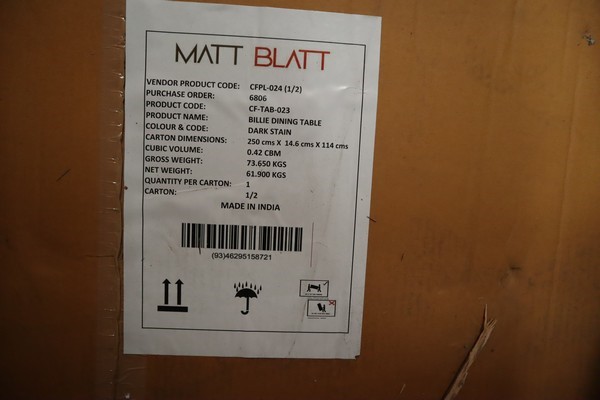 MATT BLATT
VENDOR PRODUCT CODE: CFPL-024 (1/2)
PURCHASE ORDER: 6806
PRODUCT CODE: CF-TAB-023
PRODUCT NAME: BILLIE DINING TABLE
COLOUR & CODE: DARK STAIN
CARTON DIMENSIONS: 250 cms X 14.6 cms X 114 cms
CUBIC VOLUME: 0.42 CBM
GROSS WEIGHT: 73.650 KGS
NET WEIGHT: 61.900 KGS
QUANTITY PER CARTON: 1
CARTON: 1/2
MADE IN INDIA
(93)46295158721